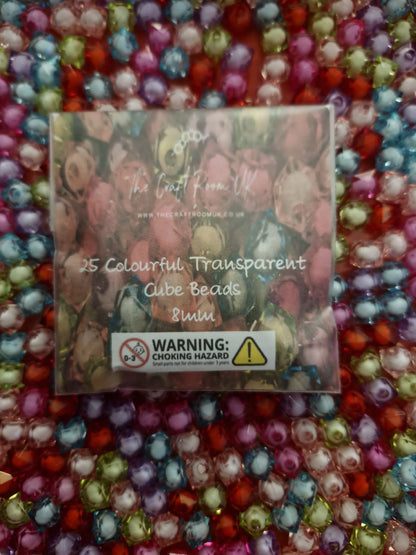 The Craft Room UK
WWW.THECRAFTROOMUK.CO.UK
25 Colourful Transparent
Cube Beads
8mm
0-3
WARNING:
CHOKING HAZARD
Small parts not for children under 3 years